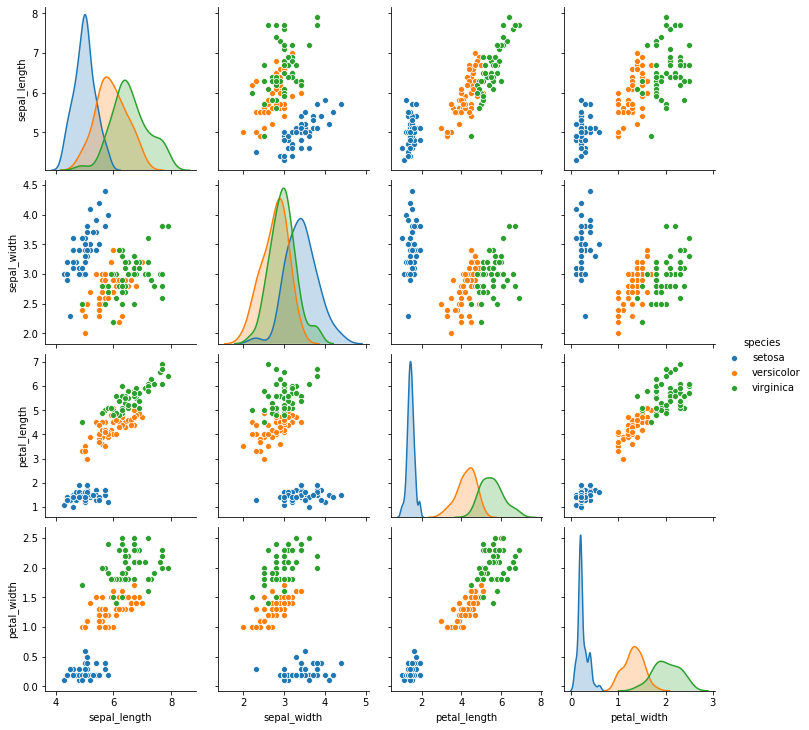 sepal_length
8
7
6
5
sepal_width
4.5
4.0
3.5
3.0
2.5
2.0
species
setosa
versicolor
virginica
petal_length
7
6
5
4
3
2
1
petal_width
2.5
2.0
1.5
1.0
0.5
0.0
4 6 8
2 3 4 5
2 4 6 8
0 1 2 3
sepal_length sepal_width petal_length petal_width